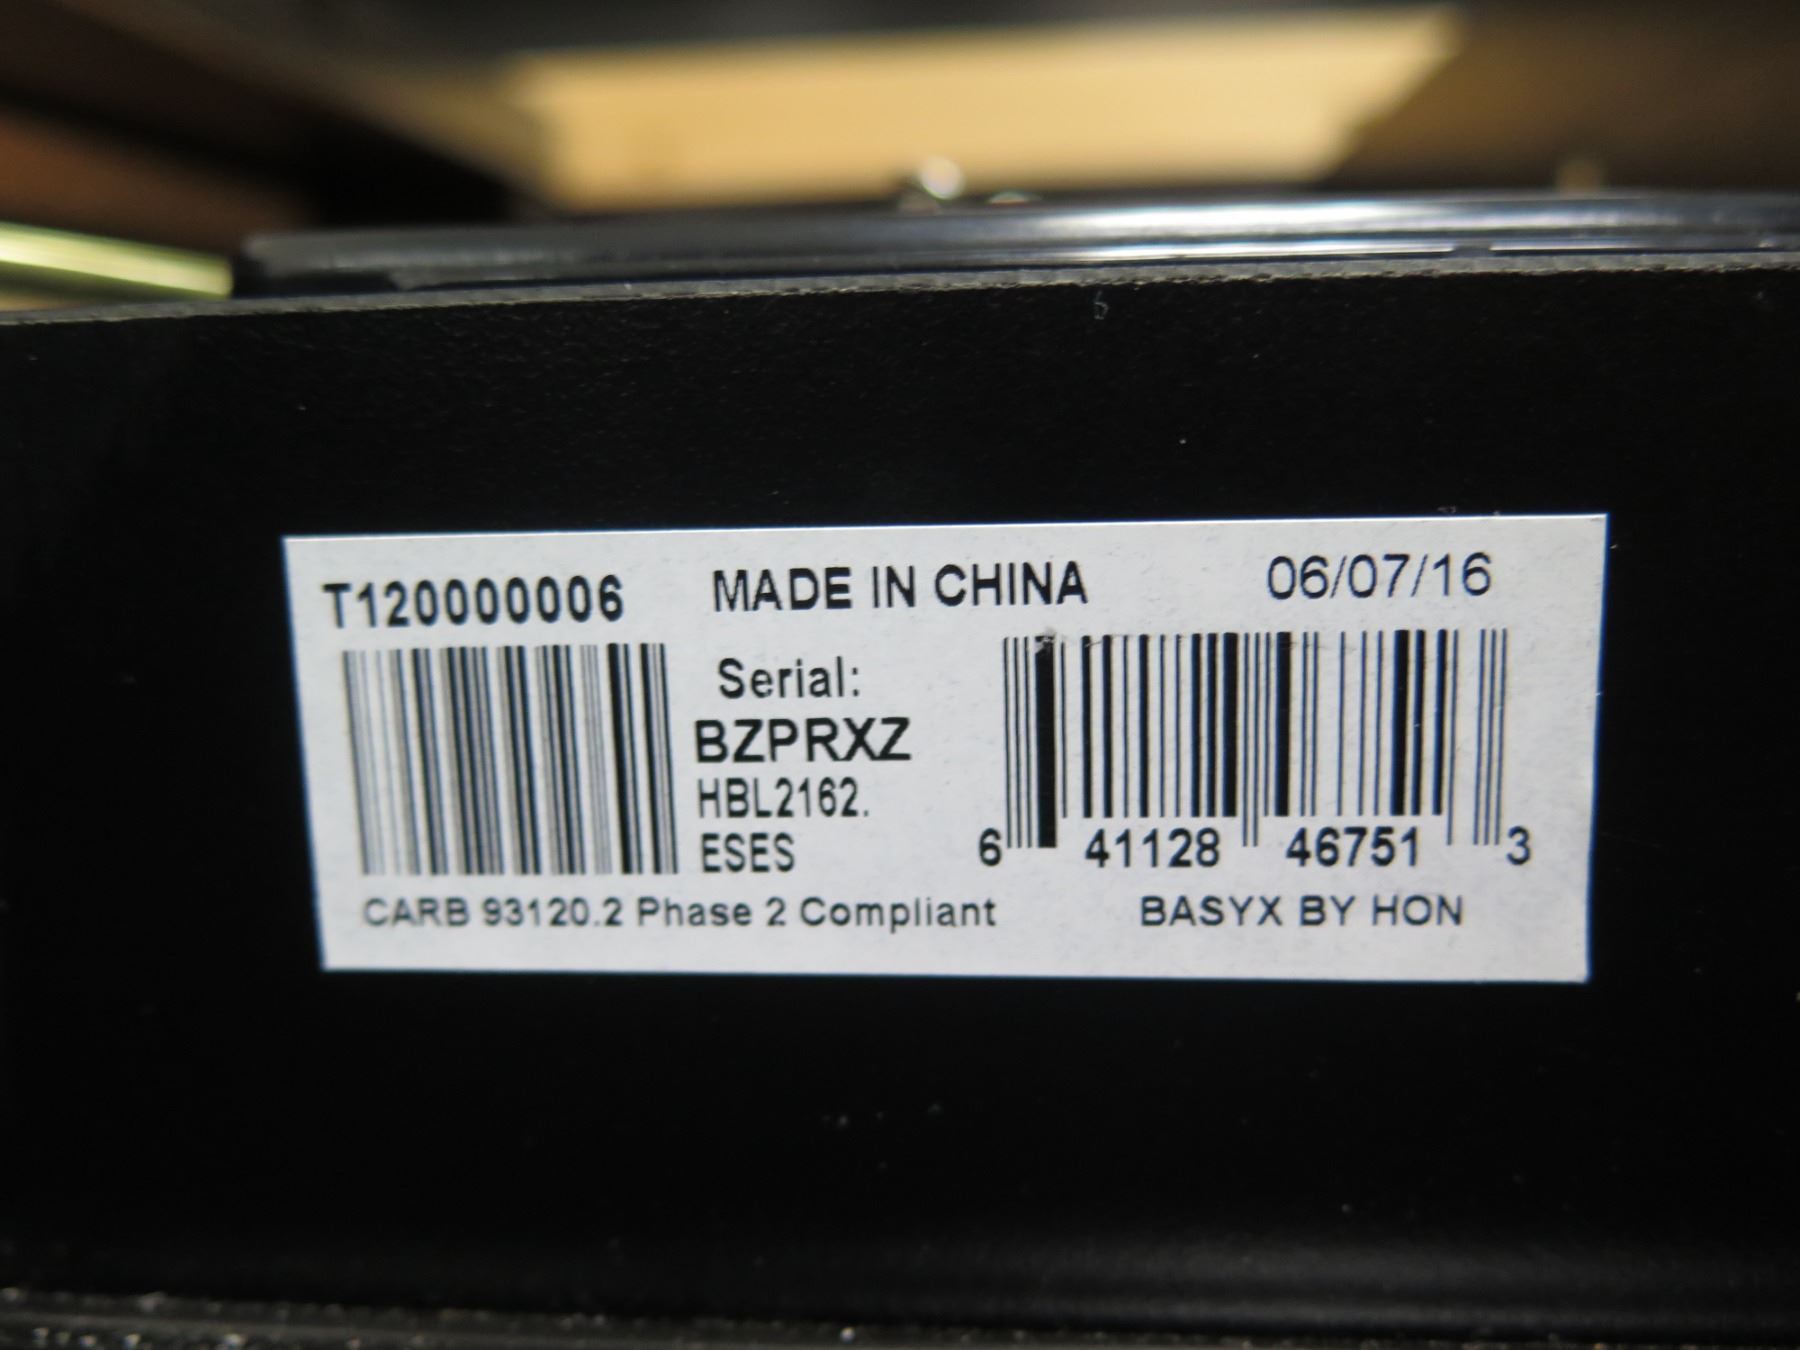 T120000006 MADE IN CHINA 06/07/16
Serial:
BZPRXZ
HBL2162.
ESES
6 41128 46751 3
CARB 93120.2 Phase 2 Compliant BASYX BY HON